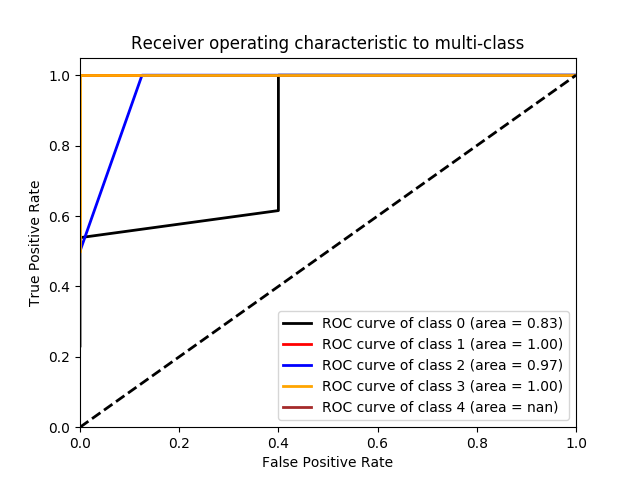 Receiver operating characteristic to multi-class
True Positive Rate
1.0
0.8
0.6
0.4
0.2
0.0
ROC curve of class 0 (area = 0.83)
ROC curve of class 1 (area = 1.00)
ROC curve of class 2 (area = 0.97)
ROC curve of class 3 (area = 1.00)
ROC curve of class 4 (area = nan)
0.0 0.2 0.4 0.6 0.8 1.0
False Positive Rate